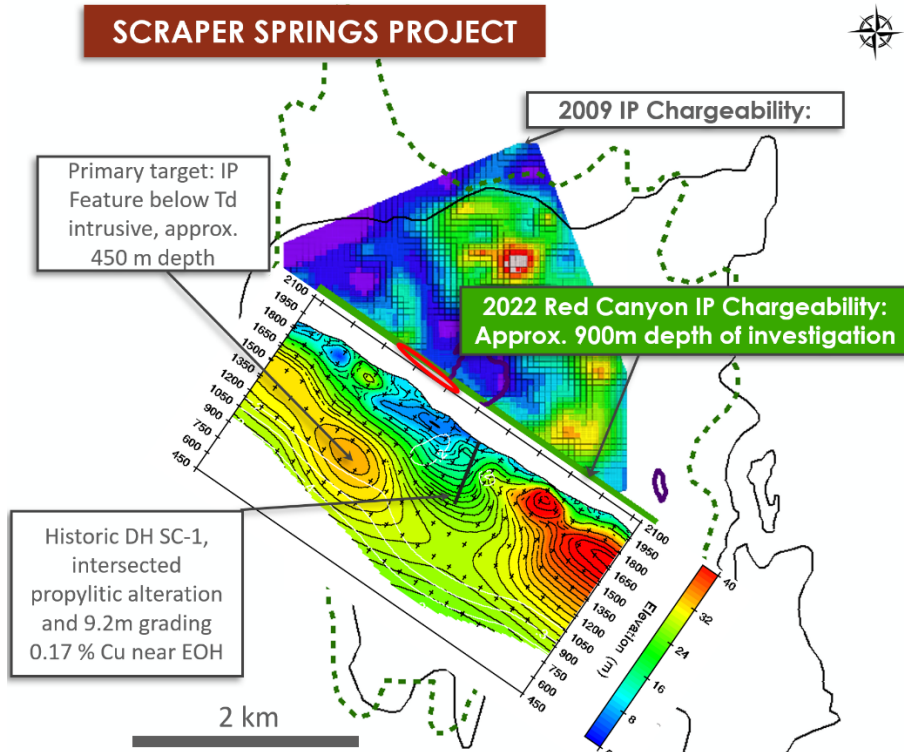 SCRAPER SPRINGS PROJECT
2009 IP Chargeability:
Primary target: IP
Feature below Td
intrusive, approx.
450 m depth
2022 Red Canyon IP Chargeability:
Approx. 900m depth of investigation
2100
1950
1800
1650
1500
1350
1200
1050
900
750
600
450
Historic DH SC-1,
intersected
propylitic alteration
and 9.2m grading
0.17 % Cu near EOH
2100
1950
1800
1650
1500
1350
1200
1050
900
750
600
450
Elevation (m)
40
32
24
16
8
2 km